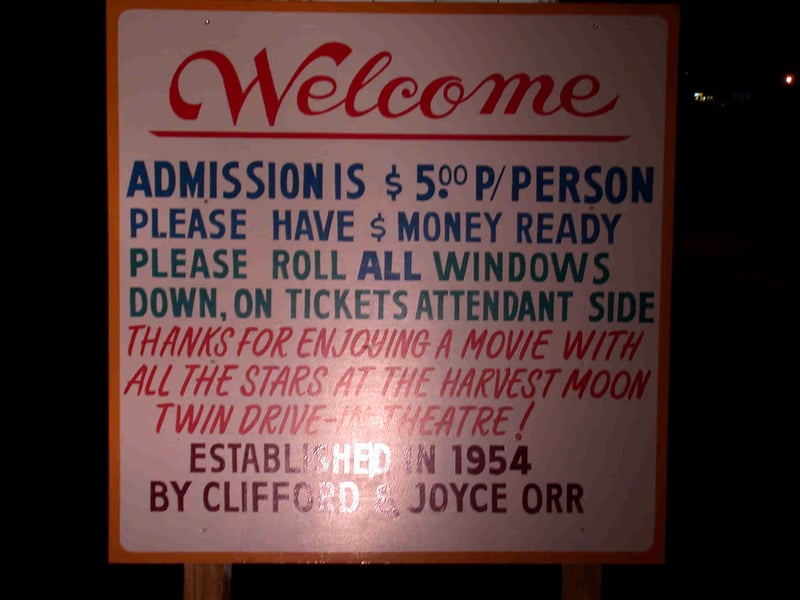 Welcome
ADMISSION IS $ 5.00 P/PERSON
PLEASE HAVE $ MONEY READY
PLEASE ROLL ALL WINDOWS
DOWN, ON TICKETS ATTENDANT SIDE
THANKS FOR ENJOYING A MOVIE WITH
ALL THE STARS AT THE HARVEST MOON
TWIN DRIVE-IN THEATRE!
ESTABLISHED IN 1954
BY CLIFFORD & JOYCE ORR